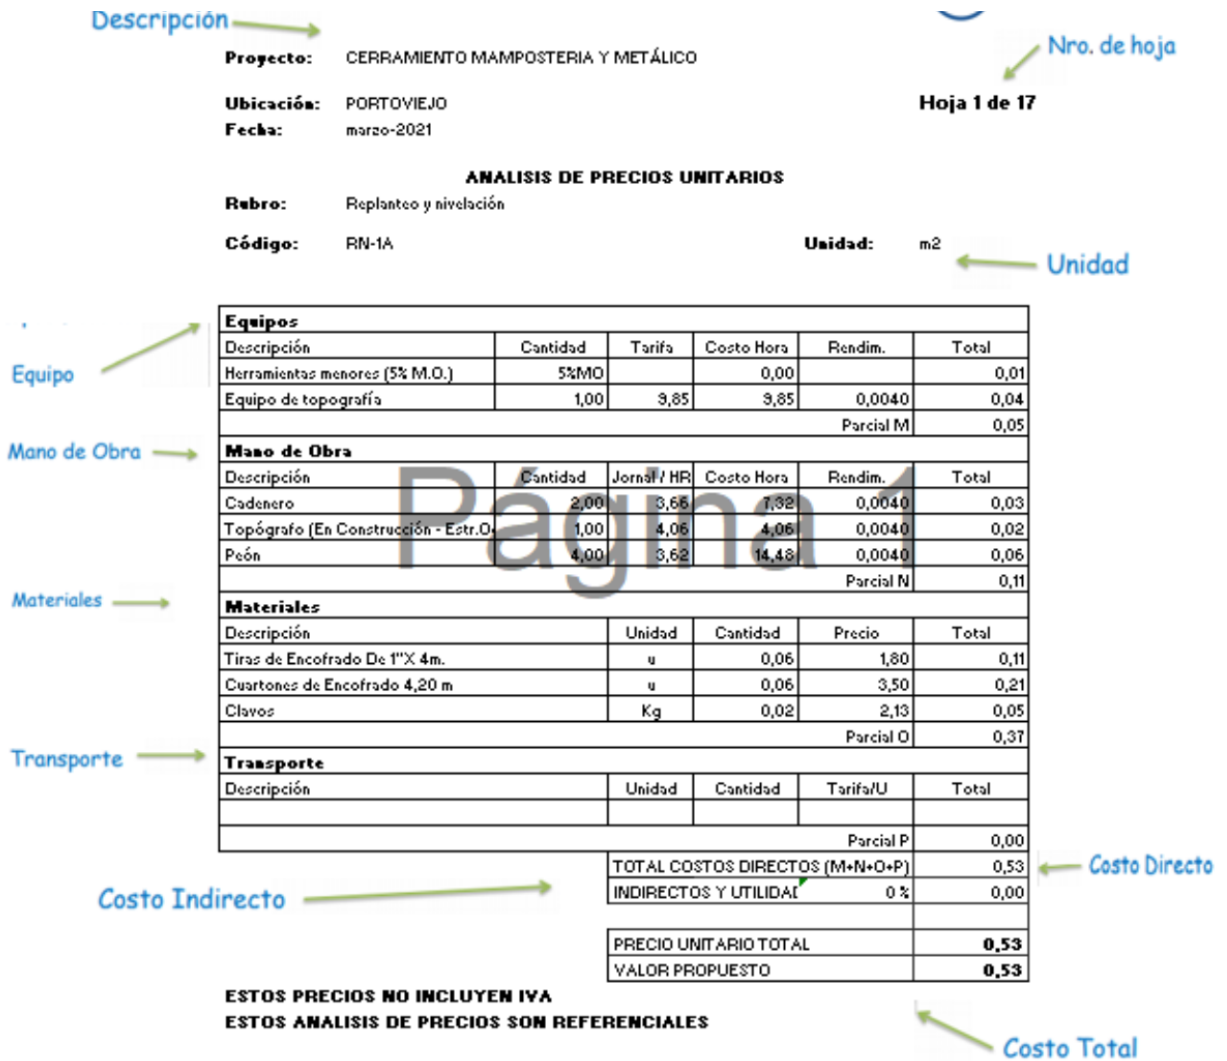 Descripción
Nro. de hoja
Proyecto: CERRAMIENTO MAMPOSTERIA Y METÁLICO
Ubicación: PORTOVIEJO
Hoja 1 de 17
Fecha: marzo-2021
ANALISIS DE PRECIOS UNITARIOS
Rubro: Replanteo y nivelación
Código: RN-1A Unidad: m2
Unidad
Equipo
Equipos
Descripción Cantidad Tarifa Costo Hora Rendim. Total
Herramientas menores (5% M.O.) 5%MO 0,00 0,01
Equipo de topografía 1,00 9,85 9,85 0,0040 0,04
Parcial M 0,05
Mano de Obra
Mano de Obra
Descripción Cantidad Jornal / HR Costo Hora Rendim. Total
Cadenero 2,00 3,66 7,32 0,0040 0,03
Topógrafo (En Construcción - Estr.O 1,00 4,06 4,06 0,0040 0,02
Peón 4,00 3,62 14,48 0,0040 0,06
Parcial N 0,11
Página 1
Materiales
Materiales
Descripción Unidad Cantidad Precio Total
Tiras de Encofrado De 1"X 4m. u 0,06 1,80 0,11
Cuartones de Encofrado 4,20 m u 0,06 3,50 0,21
Clavos Kg 0,02 2,13 0,05
Parcial O 0,37
Transporte
Transporte
Descripción Unidad Cantidad Tarifa/U Total
Parcial P 0,00
TOTAL COSTOS DIRECTOS (M+N+O+P) 0,53
Costo Directo
INDIRECTOS Y UTILIDAD 0 % 0,00
Costo Indirecto
PRECIO UNITARIO TOTAL 0,53
VALOR PROPUESTO 0,53
ESTOS PRECIOS NO INCLUYEN IVA
ESTOS ANALISIS DE PRECIOS SON REFERENCIALES
Costo Total